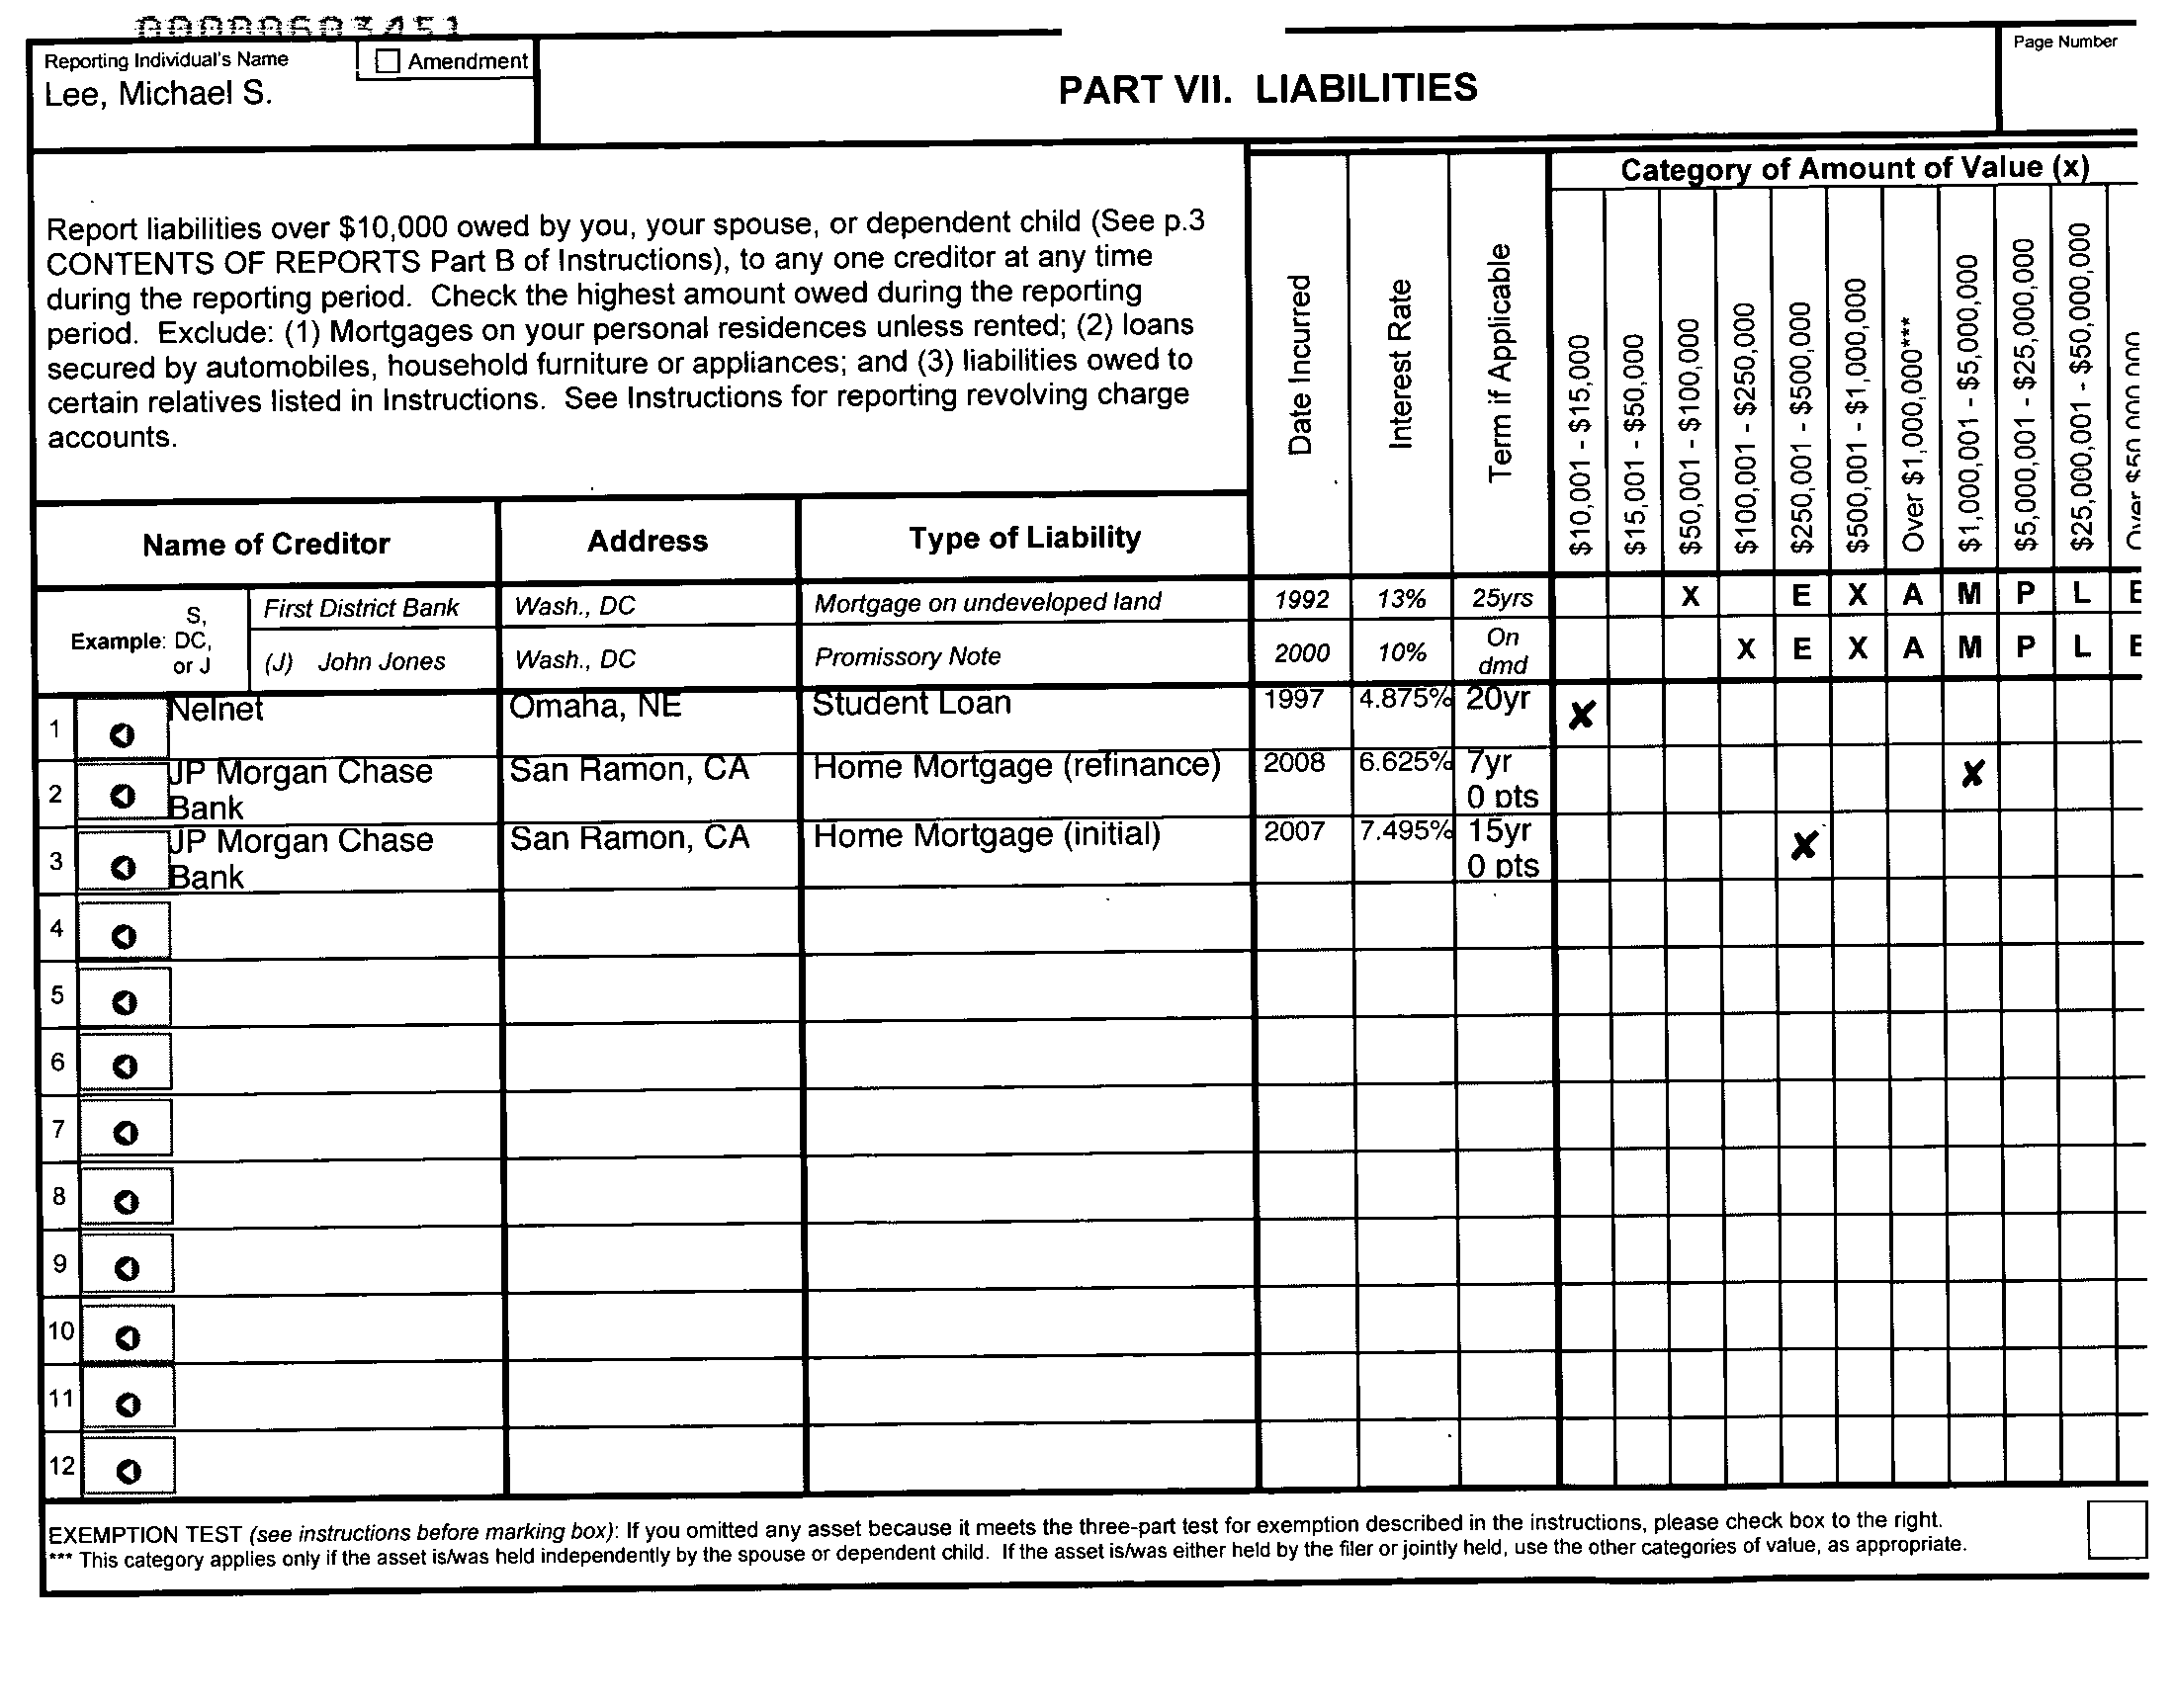 00000603451
Reporting Individual's Name
Amendment
Lee, Michael S.
PART VII. LIABILITIES
Page Number
Report liabilities over $10,000 owed by you, your spouse, or dependent child (See p.3
CONTENTS OF REPORTS Part B of Instructions), to any one creditor at any time
during the reporting period. Check the highest amount owed during the reporting
period. Exclude: (1) Mortgages on your personal residences unless rented; (2) loans
secured by automobiles, household furniture or appliances; and (3) liabilities owed to
certain relatives listed in Instructions. See Instructions for reporting revolving charge
accounts.
Date Incurred
Interest Rate
Term if Applicable
Category of Amount of Value (x)
$10,001 - $15,000
$15,001 - $50,000
$50,001 - $100,000
$100,001 - $250,000
$250,001 - $500,000
$500,001 - $1,000,000
Over $1,000,000***
$1,000,001 - $5,000,000
$5,000,001 - $25,000,000
$25,000,001 - $50,000,000
Over $50,000,000
Name of Creditor Address Type of Liability
Example: S, DC, or J
First District Bank Wash., DC Mortgage on undeveloped land 1992 13% 25yrs X E X A M P L E
(J) John Jones Wash., DC Promissory Note 2000 10% On dmd X E X A M P L E
1 Nelnet Omaha, NE Student Loan 1997 4.875% 20yr X
2 JP Morgan Chase Bank San Ramon, CA Home Mortgage (refinance) 2008 6.625% 7yr 0 pts X
3 JP Morgan Chase Bank San Ramon, CA Home Mortgage (initial) 2007 7.495% 15yr 0 pts X
4
5
6
7
8
9
10
11
12
EXEMPTION TEST (see instructions before marking box): If you omitted any asset because it meets the three-part test for exemption described in the instructions, please check box to the right.
*** This category applies only if the asset is/was held independently by the spouse or dependent child. If the asset is/was either held by the filer or jointly held, use the other categories of value, as appropriate.